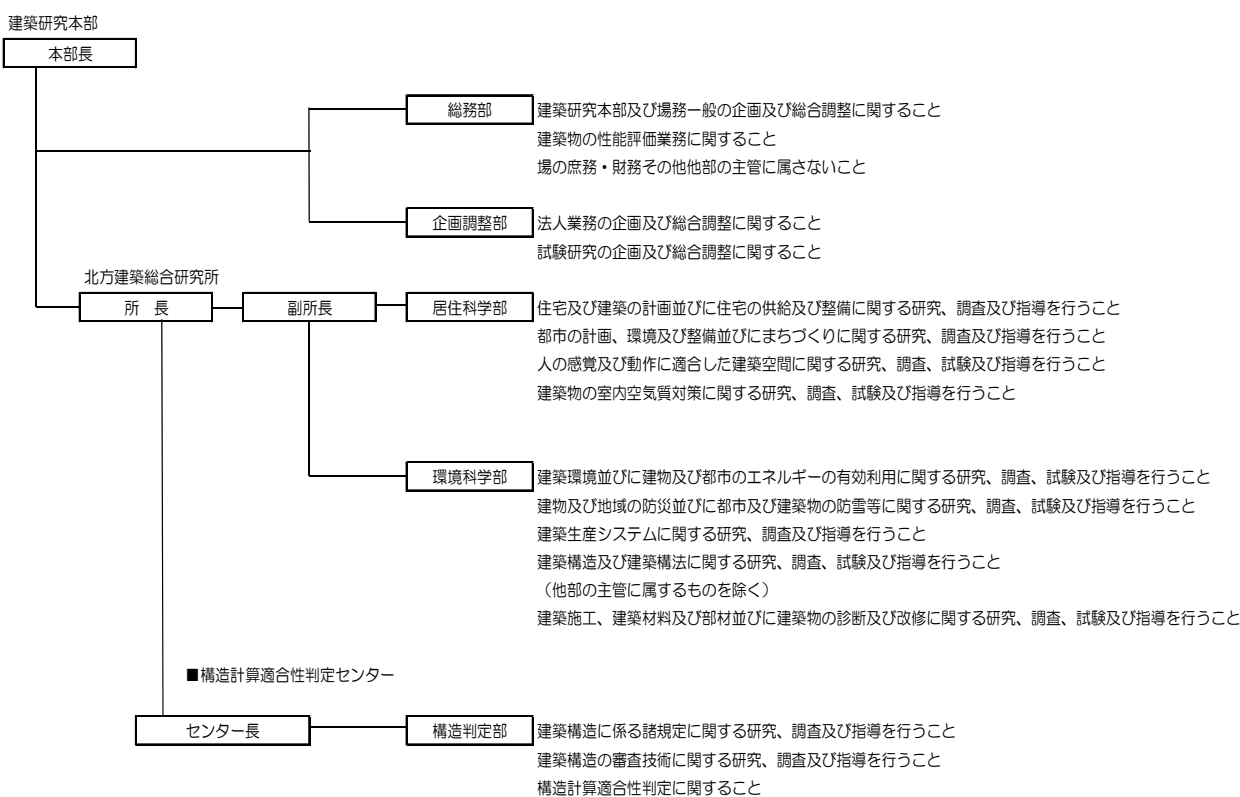 建築研究本部
本部長
総務部
建築研究本部及び場務一般の企画及び総合調整に関すること
建築物の性能評価業務に関すること
場の庶務・財務その他他部の主管に属さないこと
企画調整部
法人業務の企画及び総合調整に関すること
試験研究の企画及び総合調整に関すること
北方建築総合研究所
所　長
副所長
居住科学部
住宅及び建築の計画並びに住宅の供給及び整備に関する研究、調査及び指導を行うこと
都市の計画、環境及び整備並びにまちづくりに関する研究、調査及び指導を行うこと
人の感覚及び動作に適合した建築空間に関する研究、調査、試験及び指導を行うこと
建築物の室内空気質対策に関する研究、調査、試験及び指導を行うこと
環境科学部
建築環境並びに建物及び都市のエネルギーの有効利用に関する研究、調査、試験及び指導を行うこと
建物及び地域の防災並びに都市及び建築物の防雪等に関する研究、調査、試験及び指導を行うこと
建築生産システムに関する研究、調査及び指導を行うこと
建築構造及び建築構法に関する研究、調査、試験及び指導を行うこと
（他部の主管に属するものを除く）
建築施工、建築材料及び部材並びに建築物の診断及び改修に関する研究、調査、試験及び指導を行うこと
■構造計算適合性判定センター
センター長
構造判定部
建築構造に係る諸規定に関する研究、調査及び指導を行うこと
建築構造の審査技術に関する研究、調査及び指導を行うこと
構造計算適合性判定に関すること